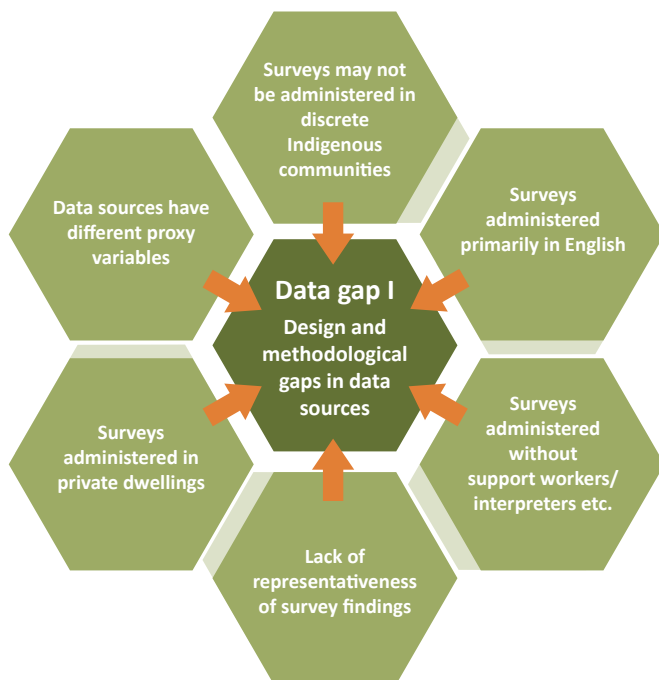 Surveys may not
be administered in
discrete
Indigenous
communities
Data sources have
different proxy
variables
Surveys
administered
primarily in English
Data gap I
Design and
methodological
gaps in data
sources
Surveys
administered in
private dwellings
Surveys
administered
without
support workers/
interpreters etc.
Lack of
representativeness
of survey findings